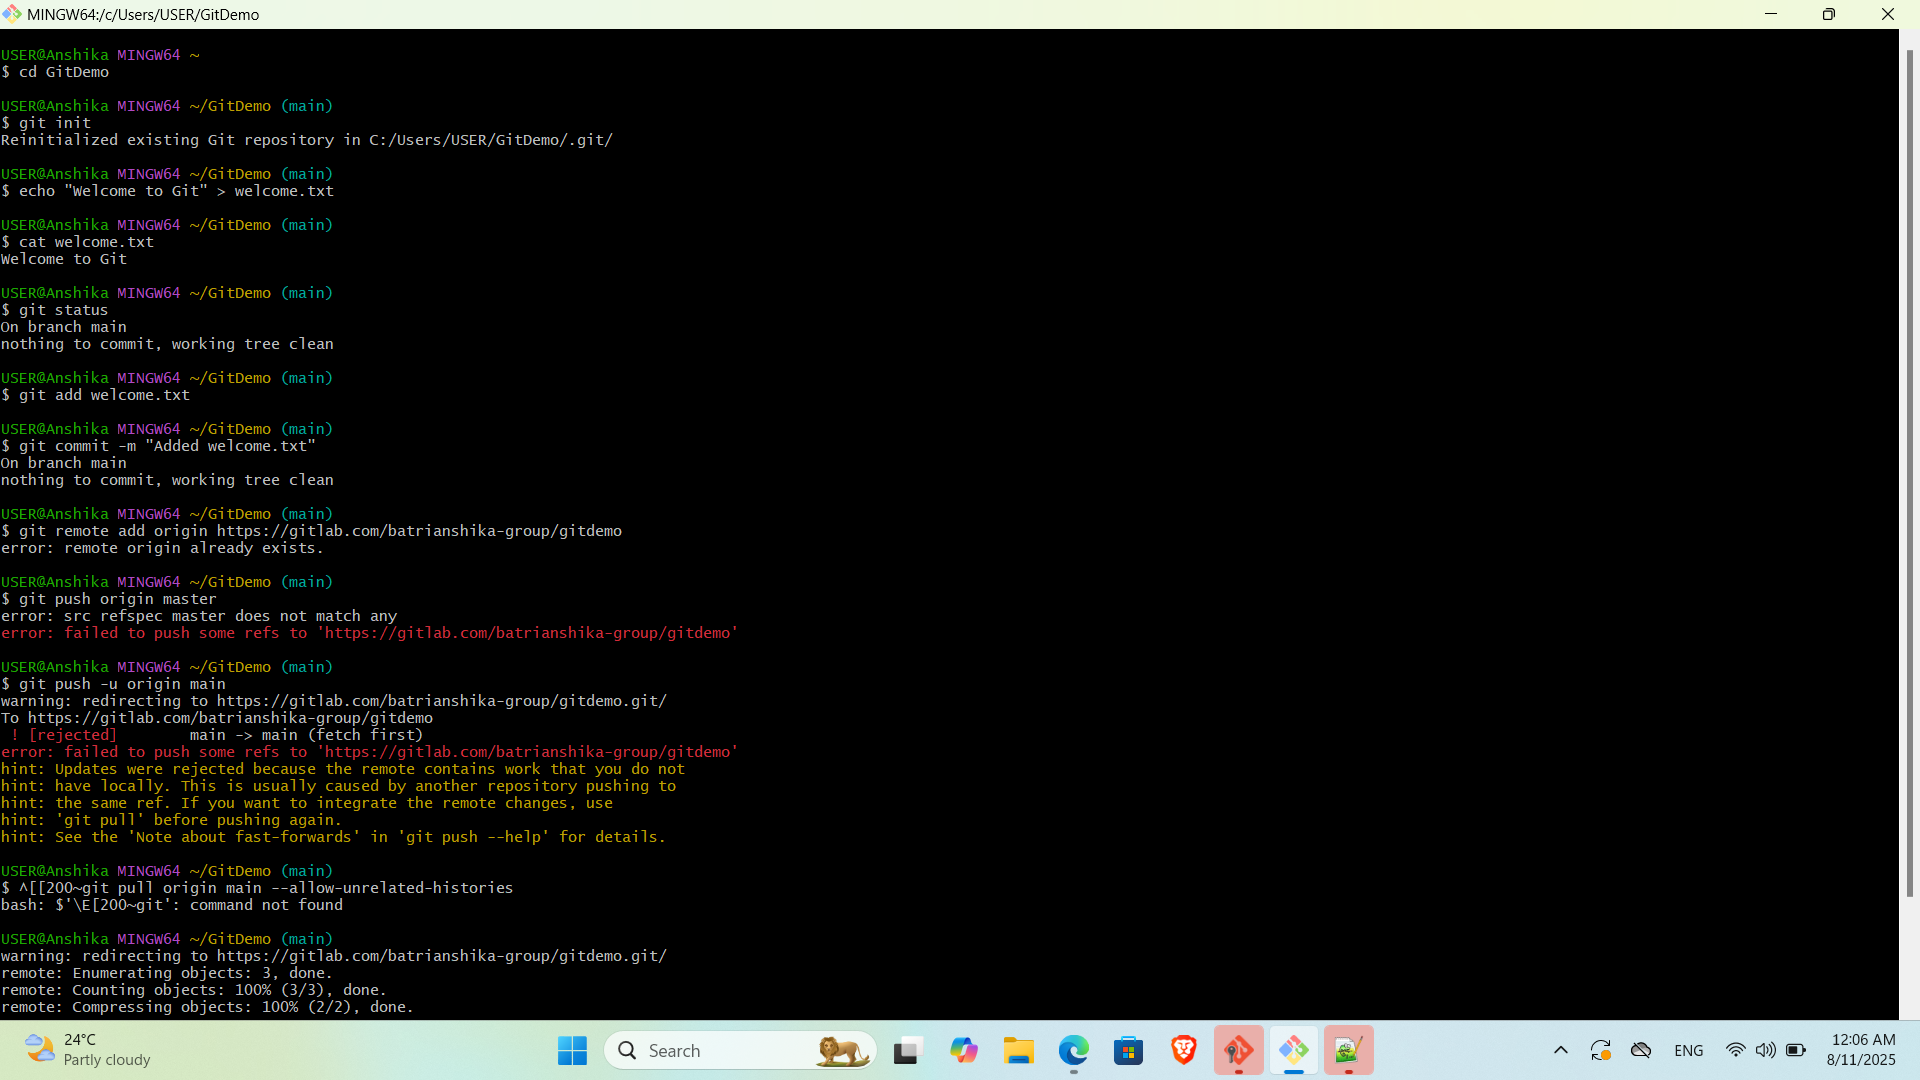 MINGW64:/c/Users/USER/GitDemo
USER@Anshika MINGW64 ~
$ cd GitDemo
USER@Anshika MINGW64 ~/GitDemo (main)
$ git init
Reinitialized existing Git repository in C:/Users/USER/GitDemo/.git/
USER@Anshika MINGW64 ~/GitDemo (main)
$ echo "Welcome to Git" > welcome.txt
USER@Anshika MINGW64 ~/GitDemo (main)
$ cat welcome.txt
Welcome to Git
USER@Anshika MINGW64 ~/GitDemo (main)
$ git status
On branch main
nothing to commit, working tree clean
USER@Anshika MINGW64 ~/GitDemo (main)
$ git add welcome.txt
USER@Anshika MINGW64 ~/GitDemo (main)
$ git commit -m "Added welcome.txt"
On branch main
nothing to commit, working tree clean
USER@Anshika MINGW64 ~/GitDemo (main)
$ git remote add origin https://gitlab.com/batrianshika-group/gitdemo
error: remote origin already exists.
USER@Anshika MINGW64 ~/GitDemo (main)
$ git push origin master
error: src refspec master does not match any
error: failed to push some refs to 'https://gitlab.com/batrianshika-group/gitdemo'
USER@Anshika MINGW64 ~/GitDemo (main)
$ git push -u origin main
warning: redirecting to https://gitlab.com/batrianshika-group/gitdemo.git/
To https://gitlab.com/batrianshika-group/gitdemo
! [rejected]        main -> main (fetch first)
error: failed to push some refs to 'https://gitlab.com/batrianshika-group/gitdemo'
hint: Updates were rejected because the remote contains work that you do not
hint: have locally. This is usually caused by another repository pushing to
hint: the same ref. If you want to integrate the remote changes, use
hint: 'git pull' before pushing again.
hint: See the 'Note about fast-forwards' in 'git push --help' for details.
USER@Anshika MINGW64 ~/GitDemo (main)
$ ^[[200~git pull origin main --allow-unrelated-histories
bash: $'\E[200~git': command not found
USER@Anshika MINGW64 ~/GitDemo (main)
warning: redirecting to https://gitlab.com/batrianshika-group/gitdemo.git/
remote: Enumerating objects: 3, done.
remote: Counting objects: 100% (3/3), done.
remote: Compressing objects: 100% (2/2), done.
24°C
Partly cloudy
Search
ENG
12:06 AM
8/11/2025